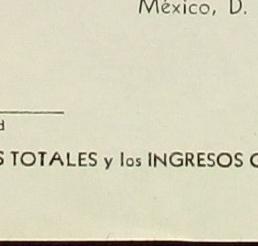 México, D.
d
S TOTALES y los INGRESOS